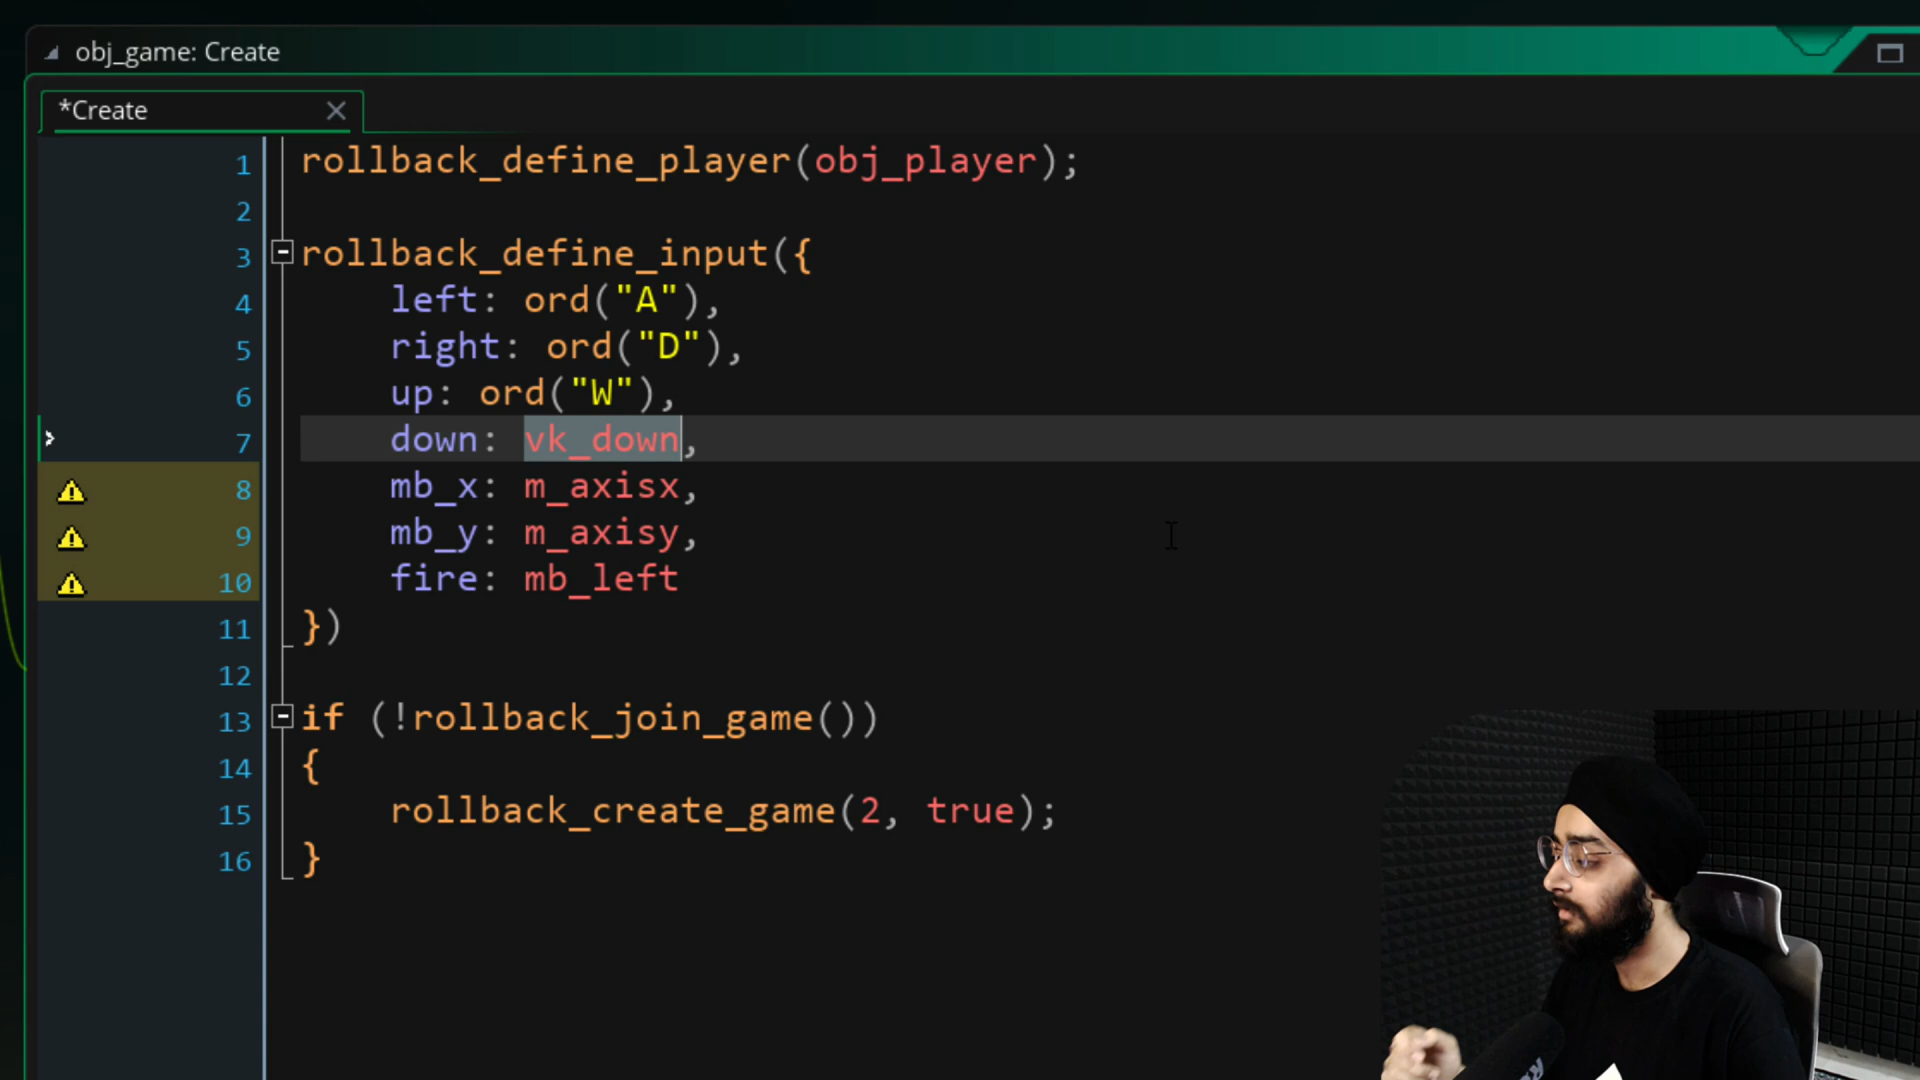 obj_game: Create
*Create
1 rollback_define_player(obj_player);
2
3 rollback_define_input({
4 left: ord("A"),
5 right: ord("D"),
6 up: ord("W"),
7 down: vk_down,
8 mb_x: m_axisx,
9 mb_y: m_axisy,
10 fire: mb_left
11 })
12
13 if (!rollback_join_game())
14 {
15 rollback_create_game(2, true);
16 }